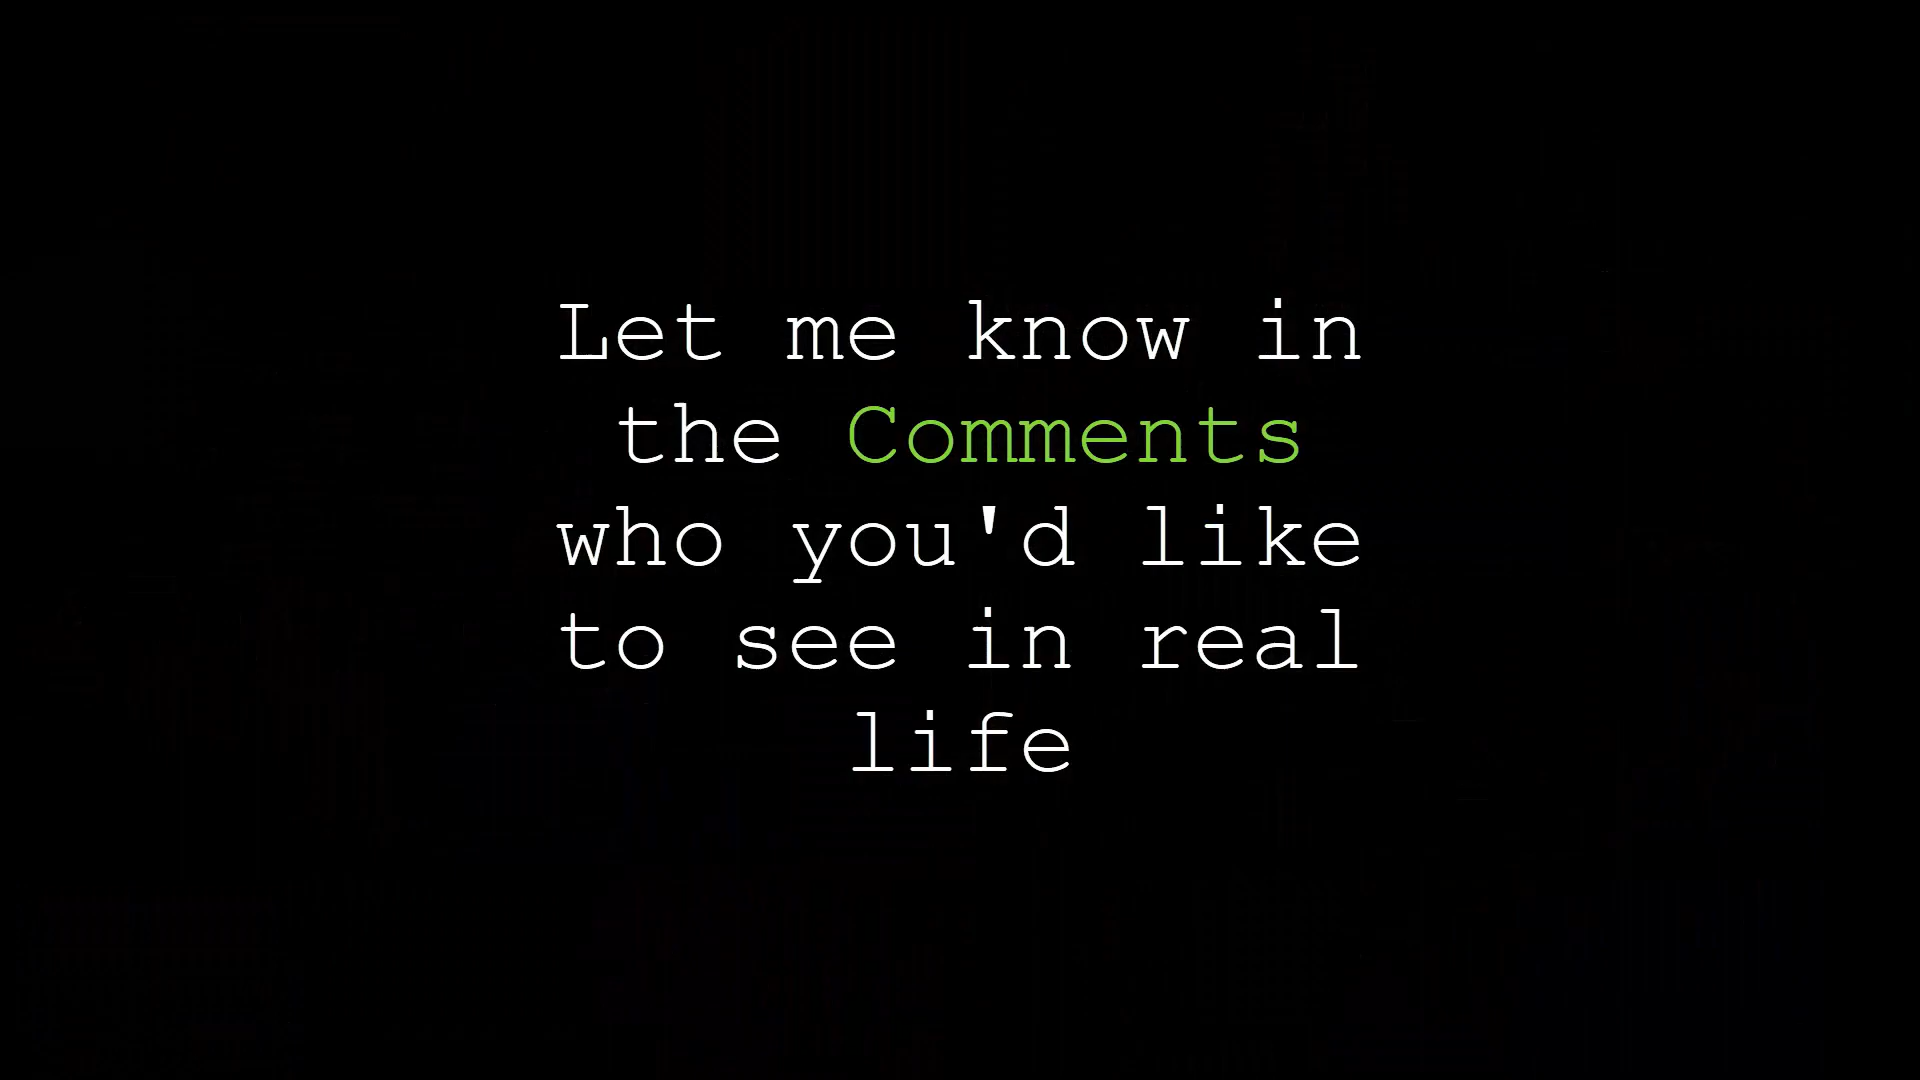 Let me know in
the Comments
who you'd like
to see in real
life